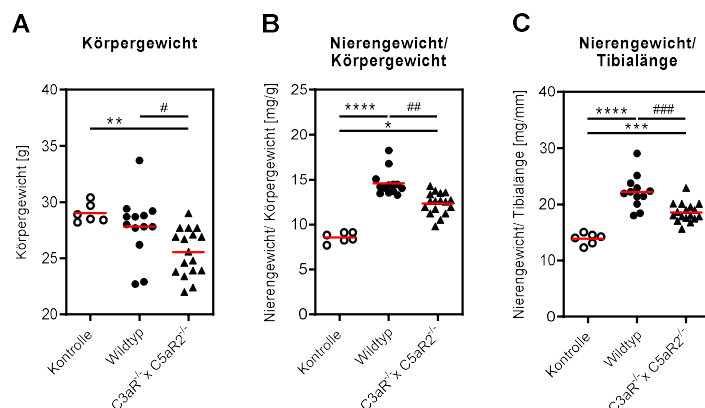 A
Körpergewicht
Körpergewicht [g]
40
35
30
25
20
#
**
Kontrolle
Wildtyp
C3aR-/-x C5aR2-/-
B
Nierengewicht/
Körpergewicht
Nierengewicht/ Körpergewicht [mg/g]
25
20
15
10
5
0
**** ##
*
Kontrolle
Wildtyp
C3aR-/-x C5aR2-/-
C
Nierengewicht/
Tibialänge
Nierengewicht/ Tibialänge [mg/mm]
40
30
20
10
0
**** ###
***
Kontrolle
Wildtyp
C3aR-/-x C5aR2-/-